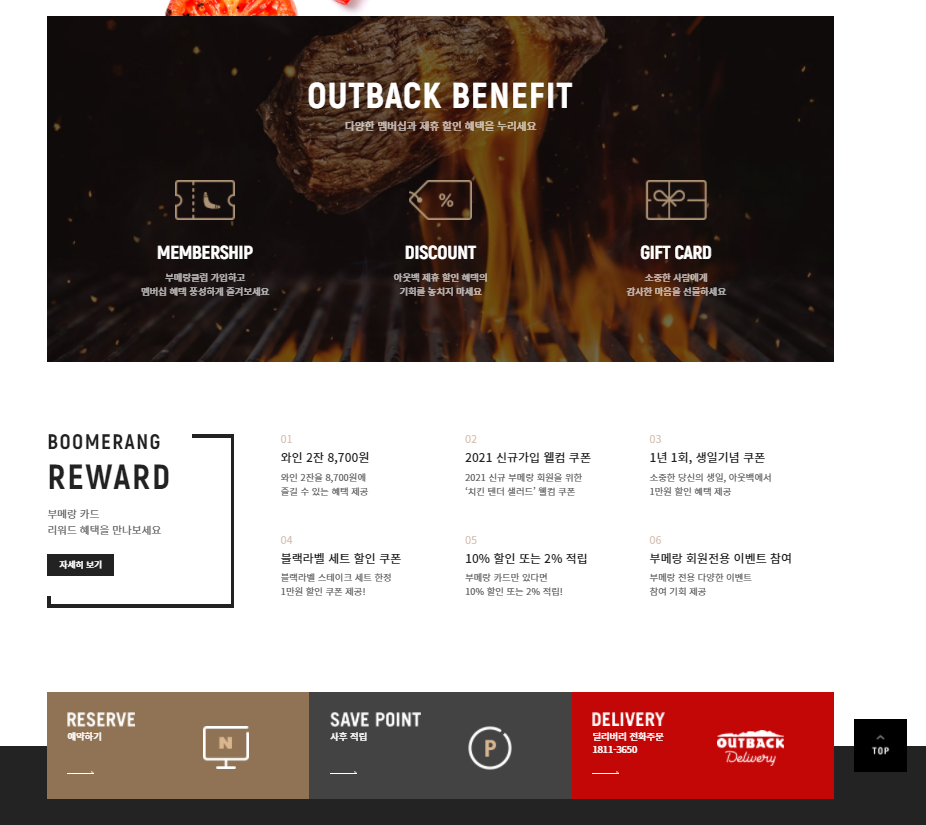 OUTBACK BENEFIT
다양한 멤버십과 제휴 할인 혜택을 누리세요
%
MEMBERSHIP
부메랑클럽 가입하고
멤버십 혜택 풍성하게 즐겨보세요
DISCOUNT
아웃백 제휴 할인 혜택의
기회를 놓치지 마세요
GIFT CARD
소중한 사람에게
감사한 마음을 선물하세요
BOOMERANG
REWARD
부메랑 카드
리워드 혜택을 만나보세요
자세히 보기
01
와인 2잔 8,700원
와인 2잔을 8,700원에
즐길 수 있는 혜택 제공
02
2021 신규가입 웰컴 쿠폰
2021 신규 부메랑 회원을 위한
‘치킨 텐더 샐러드’ 웰컴 쿠폰
03
1년 1회, 생일기념 쿠폰
소중한 당신의 생일, 아웃백에서
1만원 할인 혜택 제공
04
블랙라벨 세트 할인 쿠폰
블랙라벨 스테이크 세트 한정
1만원 할인 쿠폰 제공!
05
10% 할인 또는 2% 적립
부메랑 카드만 있다면
10% 할인 또는 2% 적립!
06
부메랑 회원전용 이벤트 참여
부메랑 전용 다양한 이벤트
참여 기회 제공
RESERVE
예약하기
N
SAVE POINT
사후 적립
P
DELIVERY
딜리버리 전화주문
1811-3650
OUTBACK
Delivery
TOP